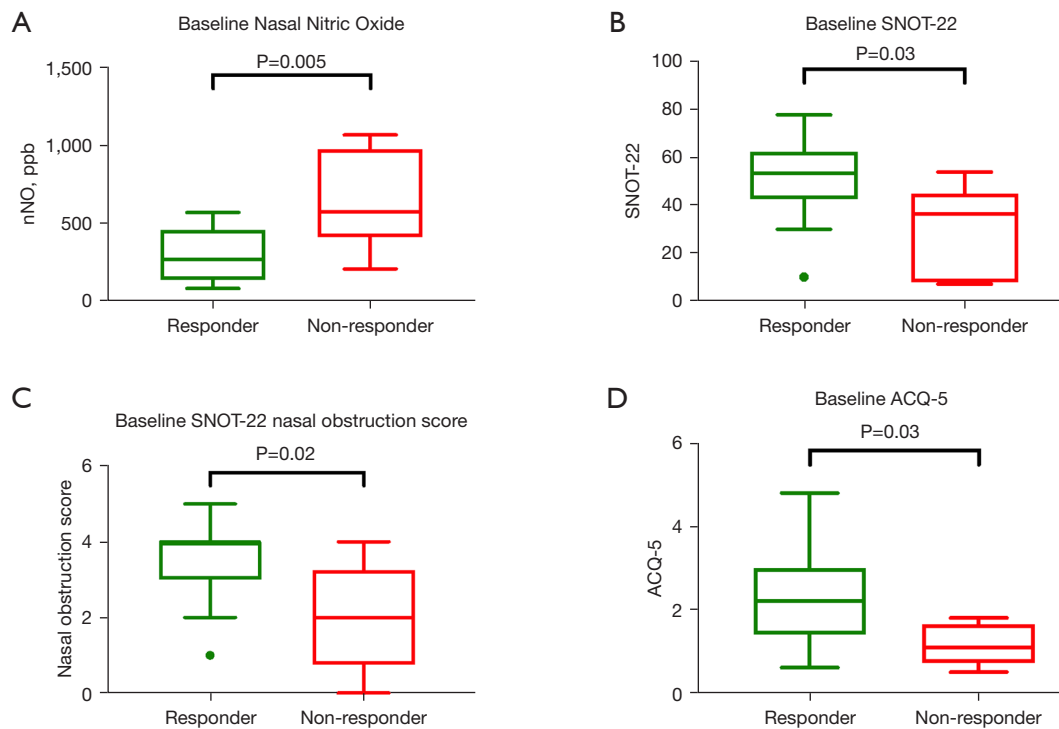 A
Baseline Nasal Nitric Oxide
P=0.005
1,500
1,000
500
0
nNO, ppb
Responder
Non-responder
B
Baseline SNOT-22
P=0.03
100
80
60
40
20
0
SNOT-22
Responder
Non-responder
C
Baseline SNOT-22 nasal obstruction score
P=0.02
6
4
2
0
Nasal obstruction score
Responder
Non-responder
D
Baseline ACQ-5
P=0.03
6
4
2
0
ACQ-5
Responder
Non-responder